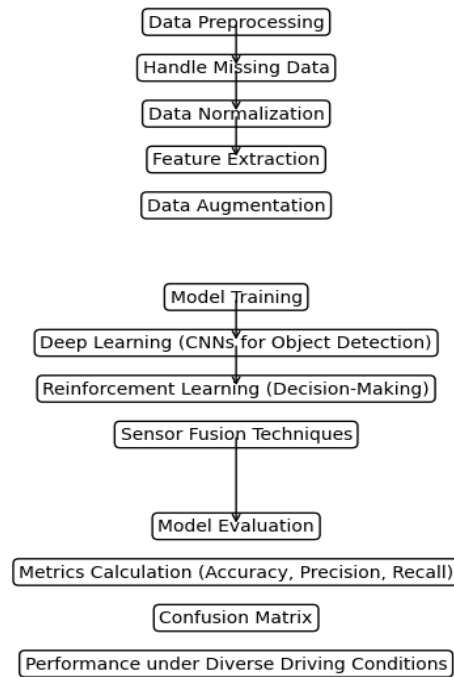 Data Preprocessing
Handle Missing Data
Data Normalization
Feature Extraction
Data Augmentation
Model Training
Deep Learning (CNNs for Object Detection)
Reinforcement Learning (Decision-Making)
Sensor Fusion Techniques
Model Evaluation
Metrics Calculation (Accuracy, Precision, Recall)
Confusion Matrix
Performance under Diverse Driving Conditions